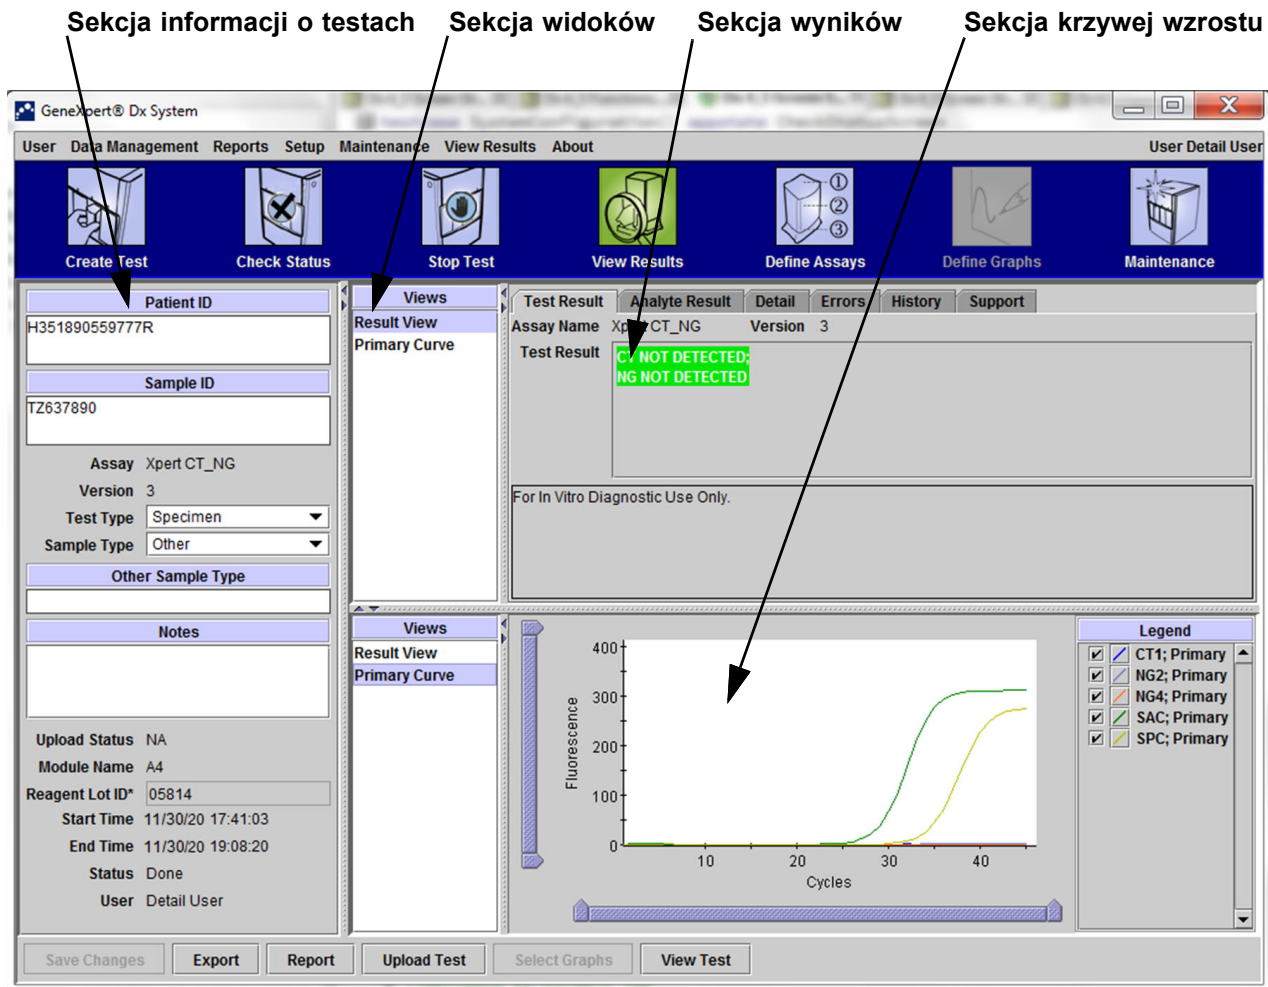 Sekcja informacji o testach Sekcja widoków Sekcja wyników Sekcja krzywej wzrostu
GeneXpert® Dx System
User Data Management Reports Setup Maintenance View Results About User Detail User
Create Test Check Status Stop Test View Results Define Assays Define Graphs Maintenance
Patient ID
H351890559777R
Sample ID
TZ637890
Assay Xpert CT_NG
Version 3
Test Type Specimen
Sample Type Other
Other Sample Type
Notes
Upload Status NA
Module Name A4
Reagent Lot ID* 05814
Start Time 11/30/20 17:41:03
End Time 11/30/20 19:08:20
Status Done
User Detail User
Views
Result View
Primary Curve
Test Result Analyte Result Detail Errors History Support
Assay Name Xpert CT_NG Version 3
Test Result CT NOT DETECTED;
NG NOT DETECTED
For In Vitro Diagnostic Use Only.
Views
Result View
Primary Curve
Fluorescence
400
300
200
100
0
10 20 30 40
Cycles
Legend
CT1; Primary
NG2; Primary
NG4; Primary
SAC; Primary
SPC; Primary
Save Changes Export Report Upload Test Select Graphs View Test